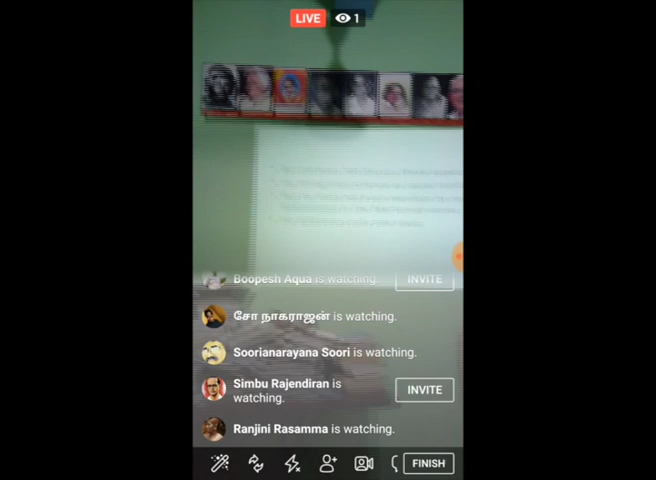 LIVE 1
Boopesh Aqua is watching. INVITE
சோ நாகராஜன் is watching.
Soorianarayana Soori is watching.
Simbu Rajendiran is
watching.
INVITE
Ranjini Rasamma is watching.
FINISH